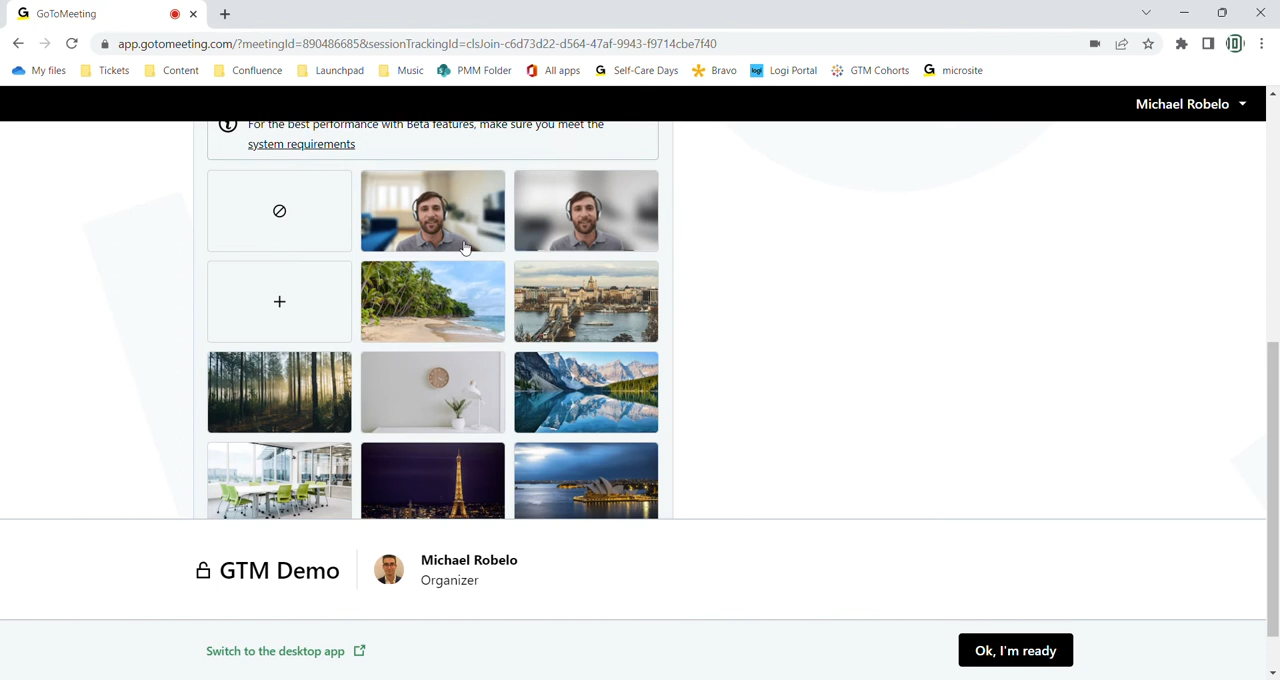 GoToMeeting
app.gotomeeting.com/?meetingId=890486685&sessionTrackingId=clsJoin-c6d73d22-d564-47af-9943-f9714cbe7f40
My files
Tickets
Content
Confluence
Launchpad
Music
PMM Folder
All apps
Self-Care Days
Bravo
Logi Portal
GTM Cohorts
microsite
Michael Robelo
For the best performance with Beta features, make sure you meet the
system requirements
GTM Demo
Michael Robelo
Organizer
Switch to the desktop app
Ok, I'm ready